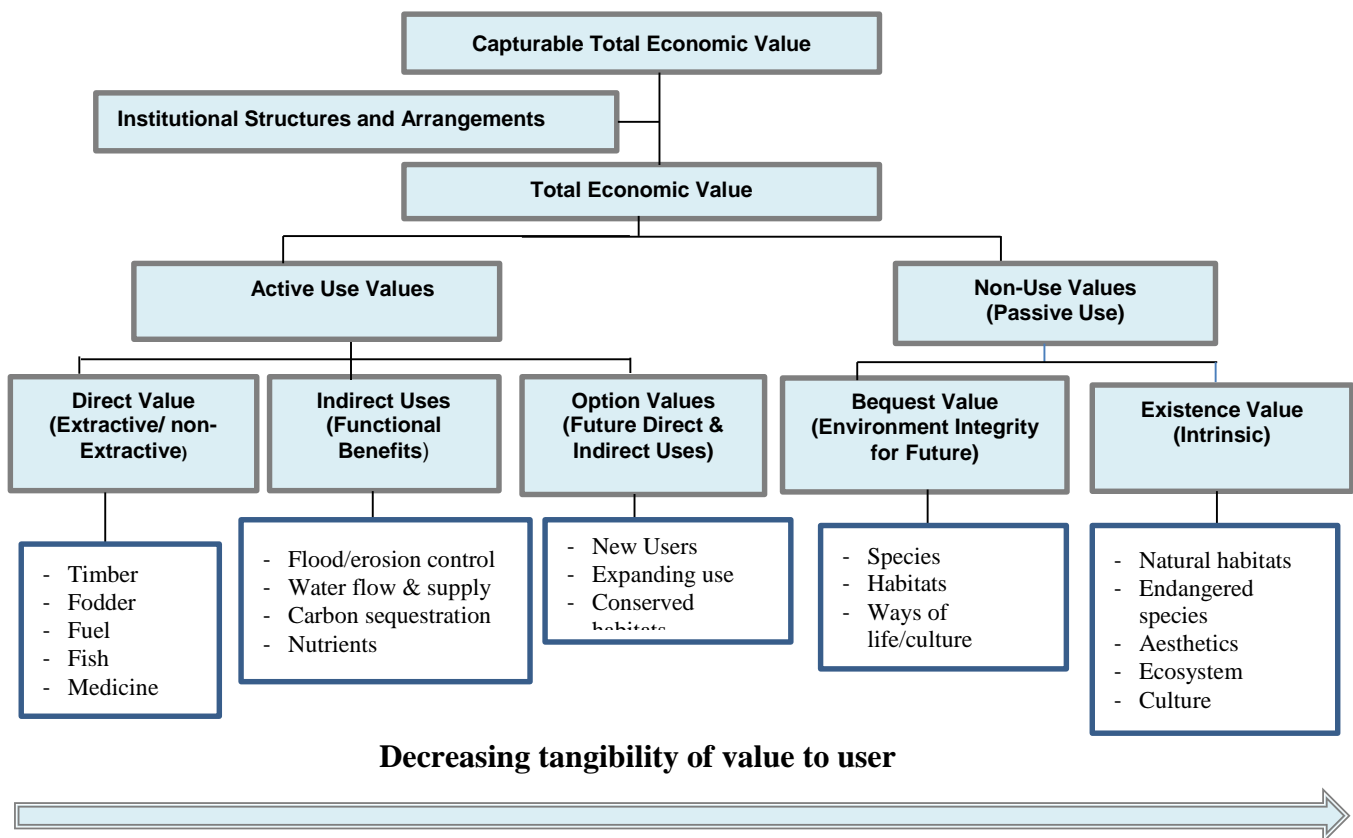 Capturable Total Economic Value
Institutional Structures and Arrangements
Total Economic Value
Active Use Values
Non-Use Values
(Passive Use)
Direct Value
(Extractive/ non-
Extractive)
Indirect Uses
(Functional
Benefits)
Option Values
(Future Direct &
Indirect Uses)
Bequest Value
(Environment Integrity
for Future)
Existence Value
(Intrinsic)
- Timber
- Fodder
- Fuel
- Fish
- Medicine
- Flood/erosion control
- Water flow & supply
- Carbon sequestration
- Nutrients
- New Users
- Expanding use
- Conserved
habitats
- Species
- Habitats
- Ways of
life/culture
- Natural habitats
- Endangered
species
- Aesthetics
- Ecosystem
- Culture
Decreasing tangibility of value to user